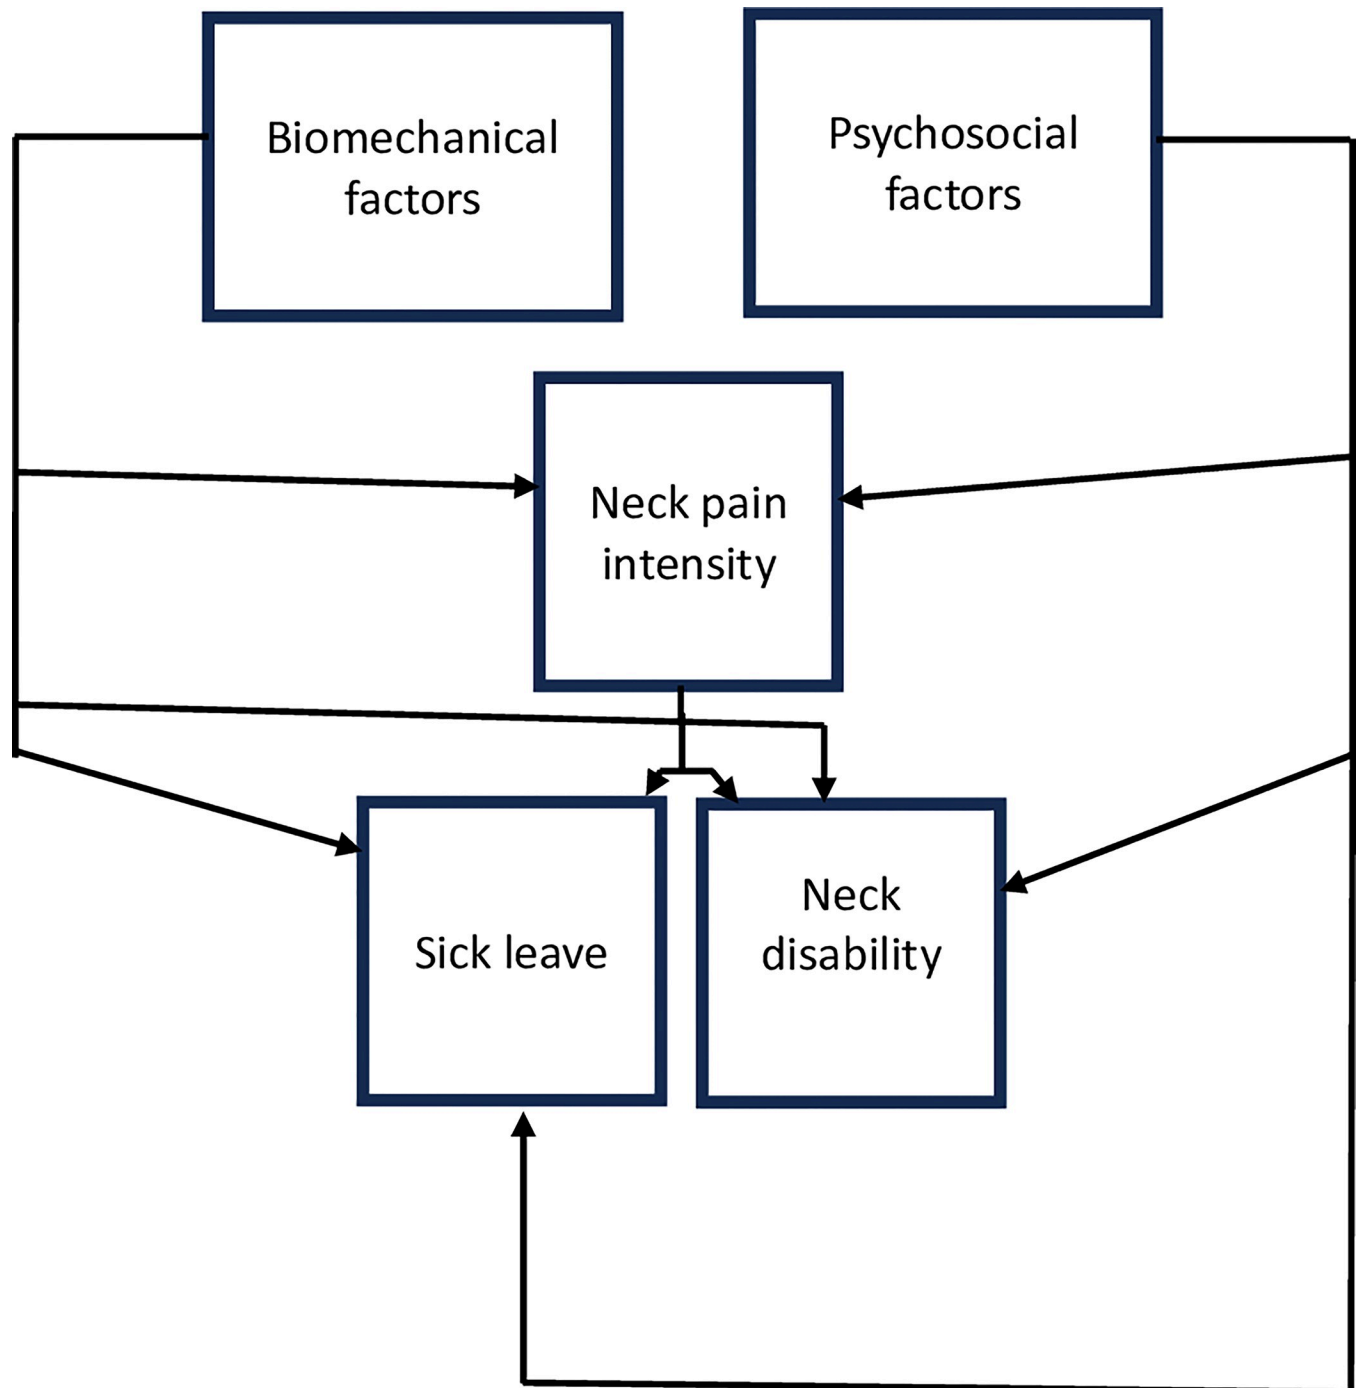 Biomechanical
factors
Psychosocial
factors
Neck pain
intensity
Sick leave
Neck
disability